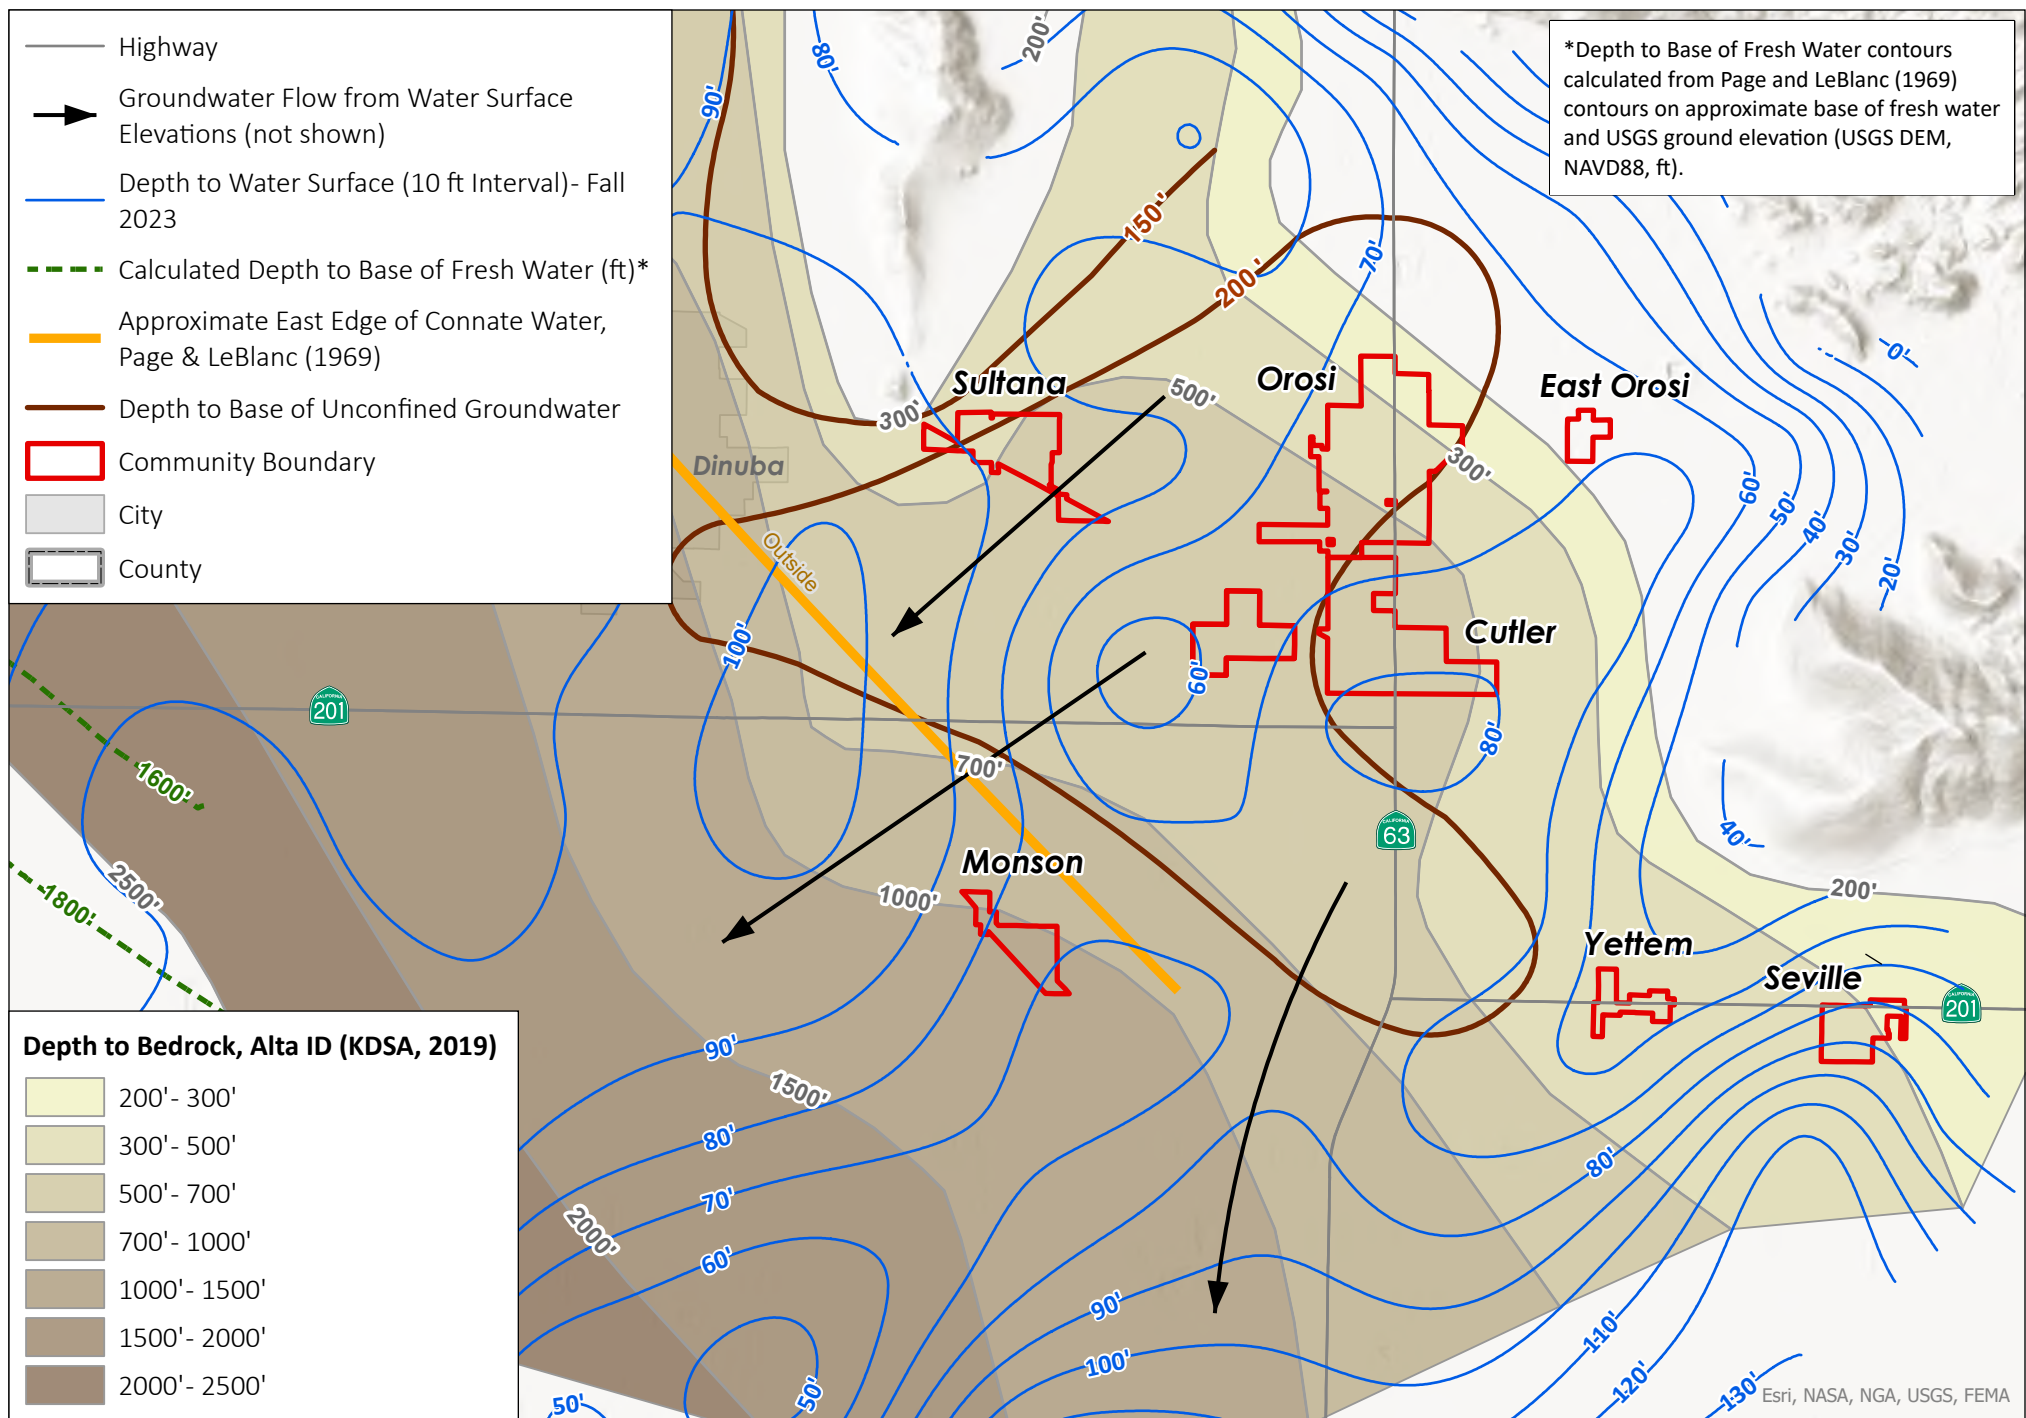 Highway
Groundwater Flow from Water Surface
Elevations (not shown)
Depth to Water Surface (10 ft Interval)- Fall
2023
Calculated Depth to Base of Fresh Water (ft)*
Approximate East Edge of Connate Water,
Page & LeBlanc (1969)
Depth to Base of Unconfined Groundwater
Community Boundary
City
County
*Depth to Base of Fresh Water contours
calculated from Page and LeBlanc (1969)
contours on approximate base of fresh water
and USGS ground elevation (USGS DEM,
NAVD88, ft).
200'
80'
90'
150'
70'
200'
0'
Sultana
Orosi
East Orosi
500'
300'
Dinuba
300'
60'
50'
40'
30'
20'
Outside
100'
Cutler
60'
CALIFORNIA
201
80'
700'
1600'
CALIFORNIA
63
40'
Monson
2500'
1000'
200'
1800'
Yettem
Seville
CALIFORNIA
201
90'
1500'
80'
80'
70'
2000'
60'
90'
110'
100'
120'
130'
50'
50'
Depth to Bedrock, Alta ID (KDSA, 2019)
200'- 300'
300'- 500'
500'- 700'
700'- 1000'
1000'- 1500'
1500'- 2000'
2000'- 2500'
Esri, NASA, NGA, USGS, FEMA